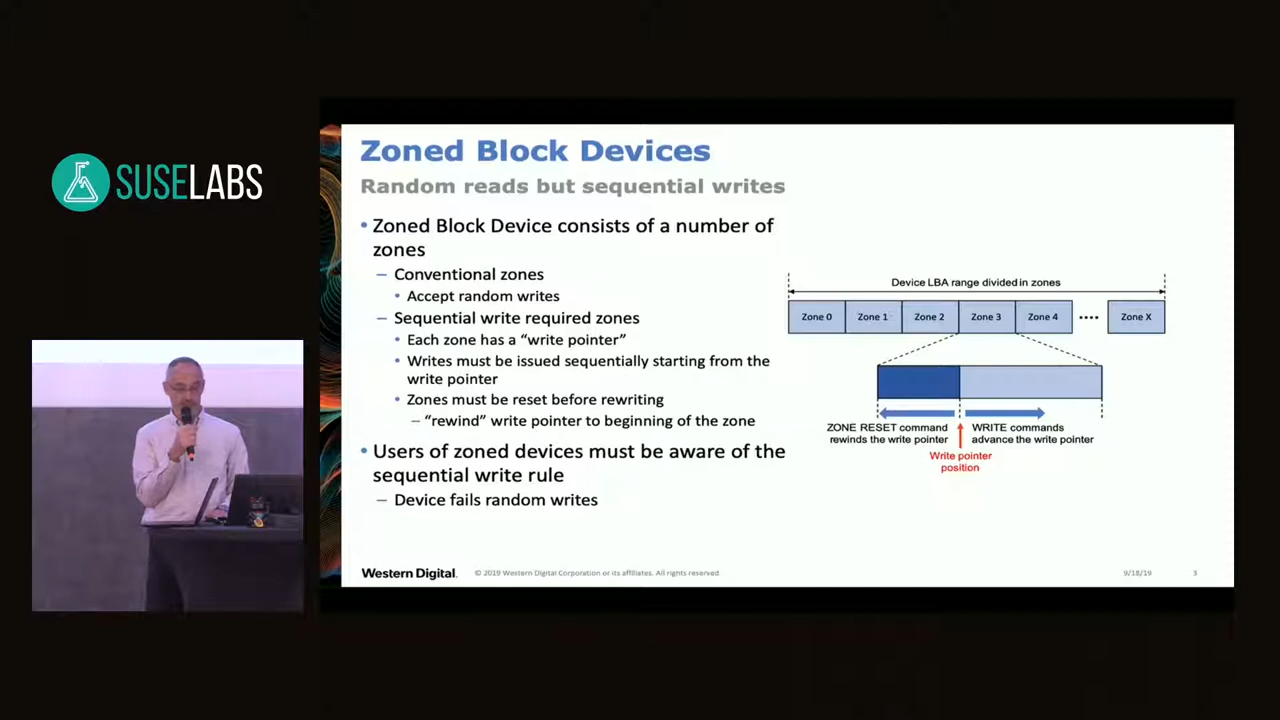 SUSELABS
Zoned Block Devices
Random reads but sequential writes
• Zoned Block Device consists of a number of
zones
– Conventional zones
• Accept random writes
– Sequential write required zones
• Each zone has a “write pointer”
• Writes must be issued sequentially starting from the
write pointer
• Zones must be reset before rewriting
– “rewind” write pointer to beginning of the zone
• Users of zoned devices must be aware of the
sequential write rule
– Device fails random writes
Device LBA range divided in zones
Zone 0 Zone 1 Zone 2 Zone 3 Zone 4 •••• Zone X
ZONE RESET command
rewinds the write pointer
WRITE commands
advance the write pointer
Write pointer
position
Western Digital. © 2019 Western Digital Corporation or its affiliates. All rights reserved. 9/18/19 3